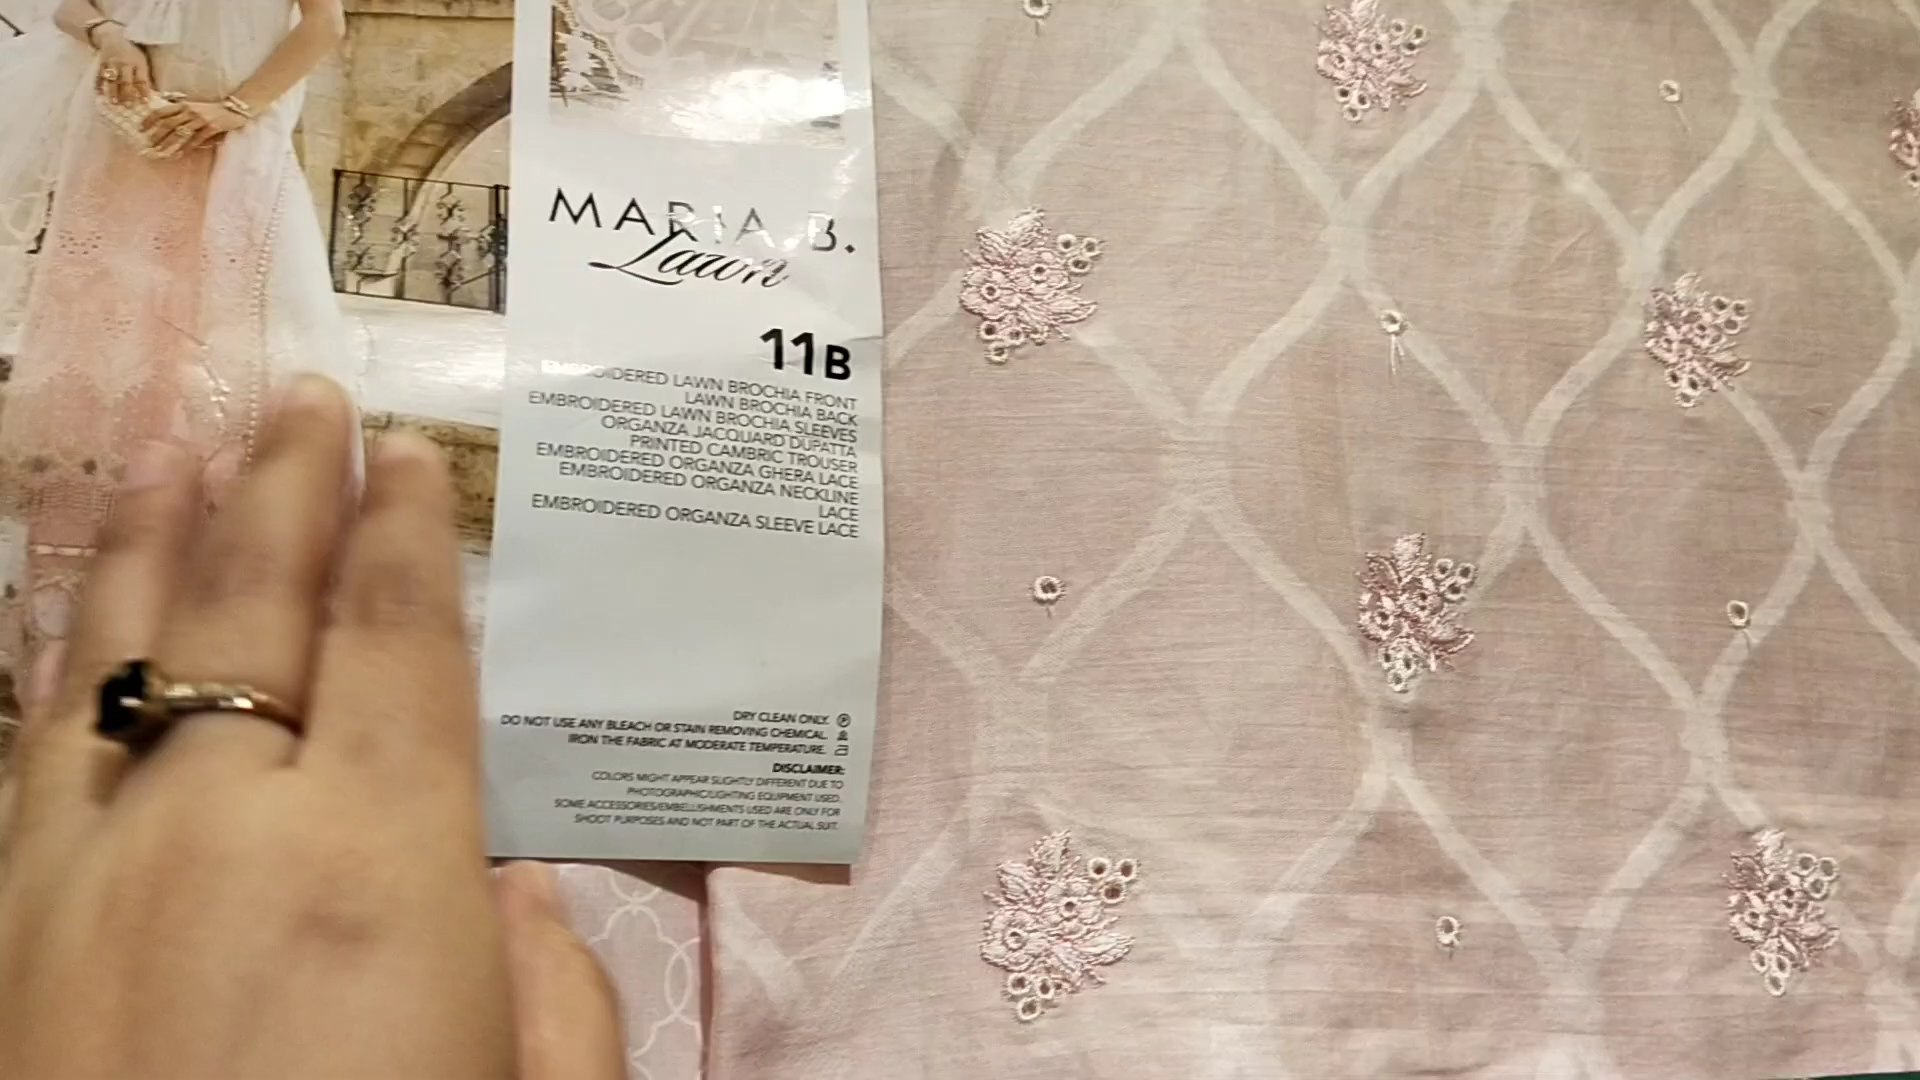 MARIA.B.
Lawn
11B
EMBROIDERED LAWN BROCHIA FRONT
LAWN BROCHIA BACK
EMBROIDERED LAWN BROCHIA SLEEVES
ORGANZA JACQUARD DUPATTA
PRINTED CAMBRIC TROUSER
EMBROIDERED ORGANZA GHERA LACE
EMBROIDERED ORGANZA NECKLINE
LACE
EMBROIDERED ORGANZA SLEEVE LACE
DRY CLEAN ONLY.
DO NOT USE ANY BLEACH OR STAIN REMOVING CHEMICAL.
IRON THE FABRIC AT MODERATE TEMPERATURE.
DISCLAIMER:
COLORS MIGHT APPEAR SLIGHTLY DIFFERENT DUE TO
PHOTOGRAPHIC/LIGHTING EQUIPMENT USED.
SOME ACCESSORIES/EMBELLISHMENTS USED ARE ONLY FOR
SHOOT PURPOSES AND NOT PART OF THE ACTUAL SUIT.